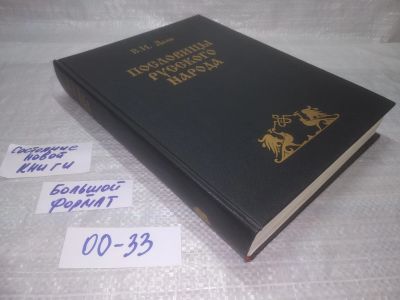 В.И. Даль
ПОСЛОВИЦЫ
РУССКОГО
НАРОДА
СОСТОЯНИЕ
НОВОЙ
КНИГИ
БОЛЬШОЙ
ФОРМАТ
00-33